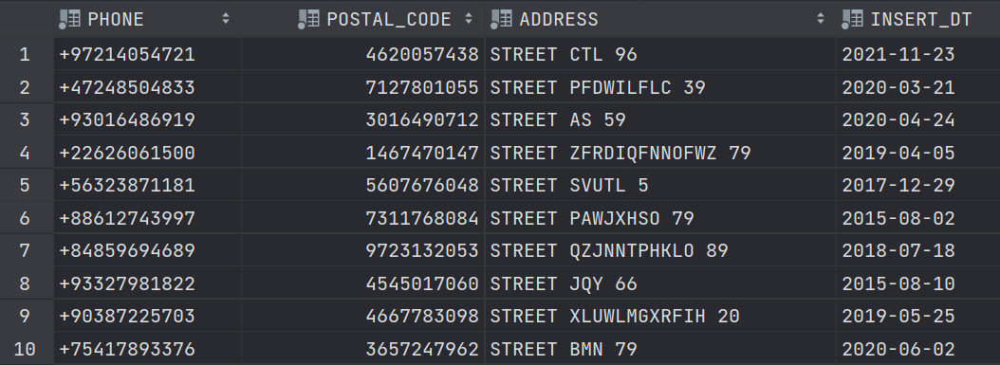 PHONE POSTAL_CODE ADDRESS INSERT_DT
1 +97214054721 4620057438 STREET CTL 96 2021-11-23
2 +47248504833 7127801055 STREET PFDWILFLC 39 2020-03-21
3 +93016486919 3016490712 STREET AS 59 2020-04-24
4 +22626061500 1467470147 STREET ZFRDIQFNNOFWZ 79 2019-04-05
5 +56323871181 5607676048 STREET SVUTL 5 2017-12-29
6 +88612743997 7311768084 STREET PAWJXHSO 79 2015-08-02
7 +84859694689 9723132053 STREET QZJNNTPHKLO 89 2018-07-18
8 +93327981822 4545017060 STREET JQY 66 2015-08-10
9 +90387225703 4667783098 STREET XLUWLMGXRFIH 20 2019-05-25
10 +75417893376 3657247962 STREET BMN 79 2020-06-02